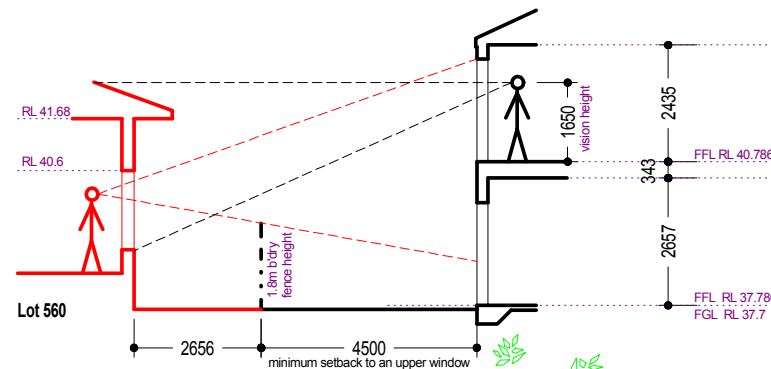 RL 41.68
RL 40.6
Lot 560
1.8m b'dry
fence height
2656
4500
minimum setback to an upper window
1650
vision height
2435
343
2657
FFL RL 40.786
FFL RL 37.78
FGL RL 37.7